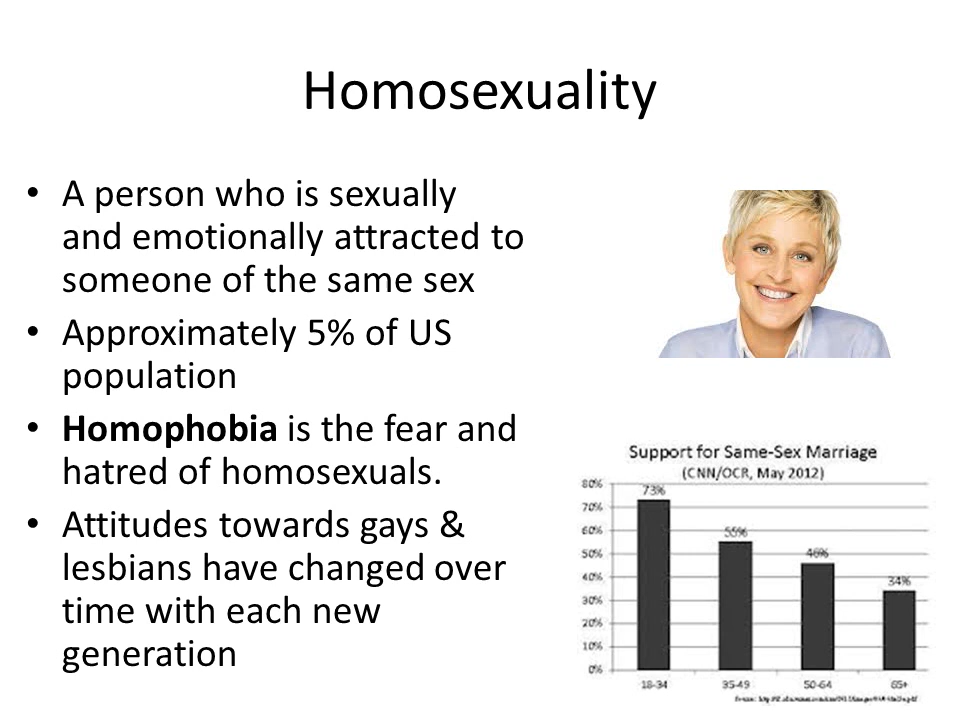 Homosexuality
• A person who is sexually
and emotionally attracted to
someone of the same sex
• Approximately 5% of US
population
• Homophobia is the fear and
hatred of homosexuals.
• Attitudes towards gays &
lesbians have changed over
time with each new
generation
Support for Same-Sex Marriage
(CNN/OCR, May 2012)
80%
70%
60%
50%
40%
30%
20%
10%
0%
73%
55%
46%
34%
18-34
35-49
50-64
65+